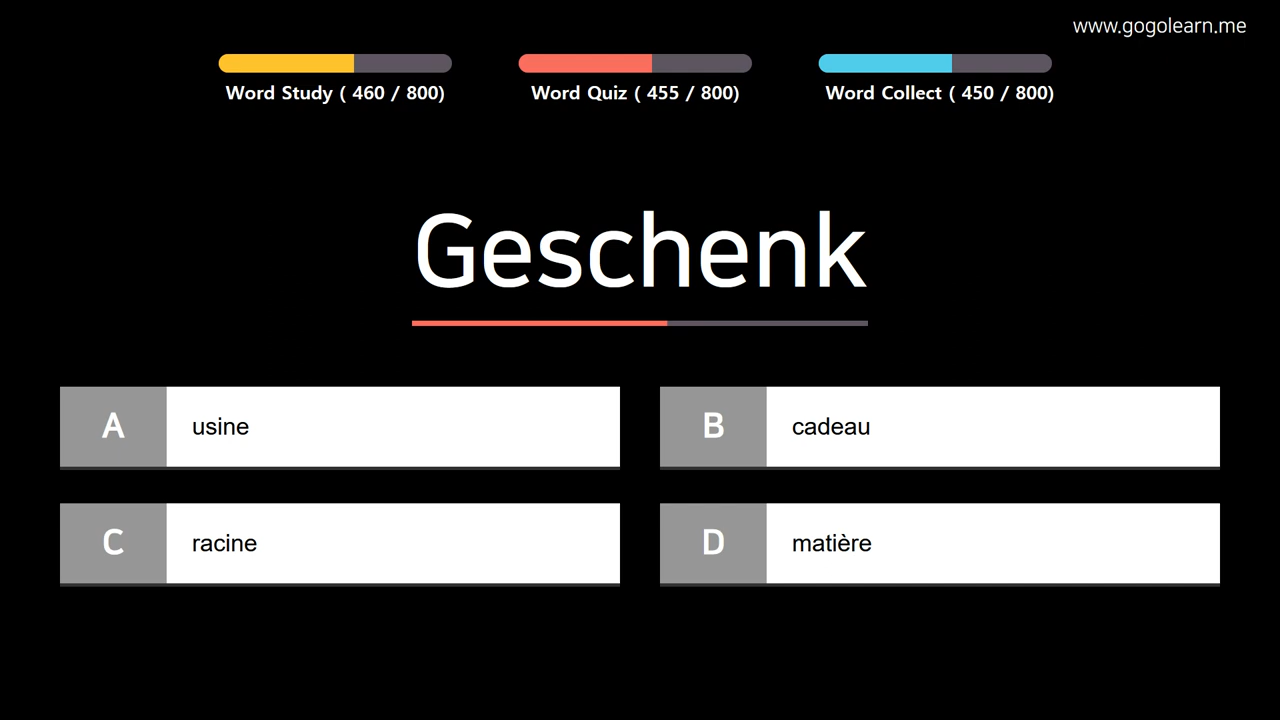 www.gogolearn.me
Word Study ( 460 / 800)
Word Quiz ( 455 / 800)
Word Collect ( 450 / 800)
Geschenk
A usine
B cadeau
C racine
D matière